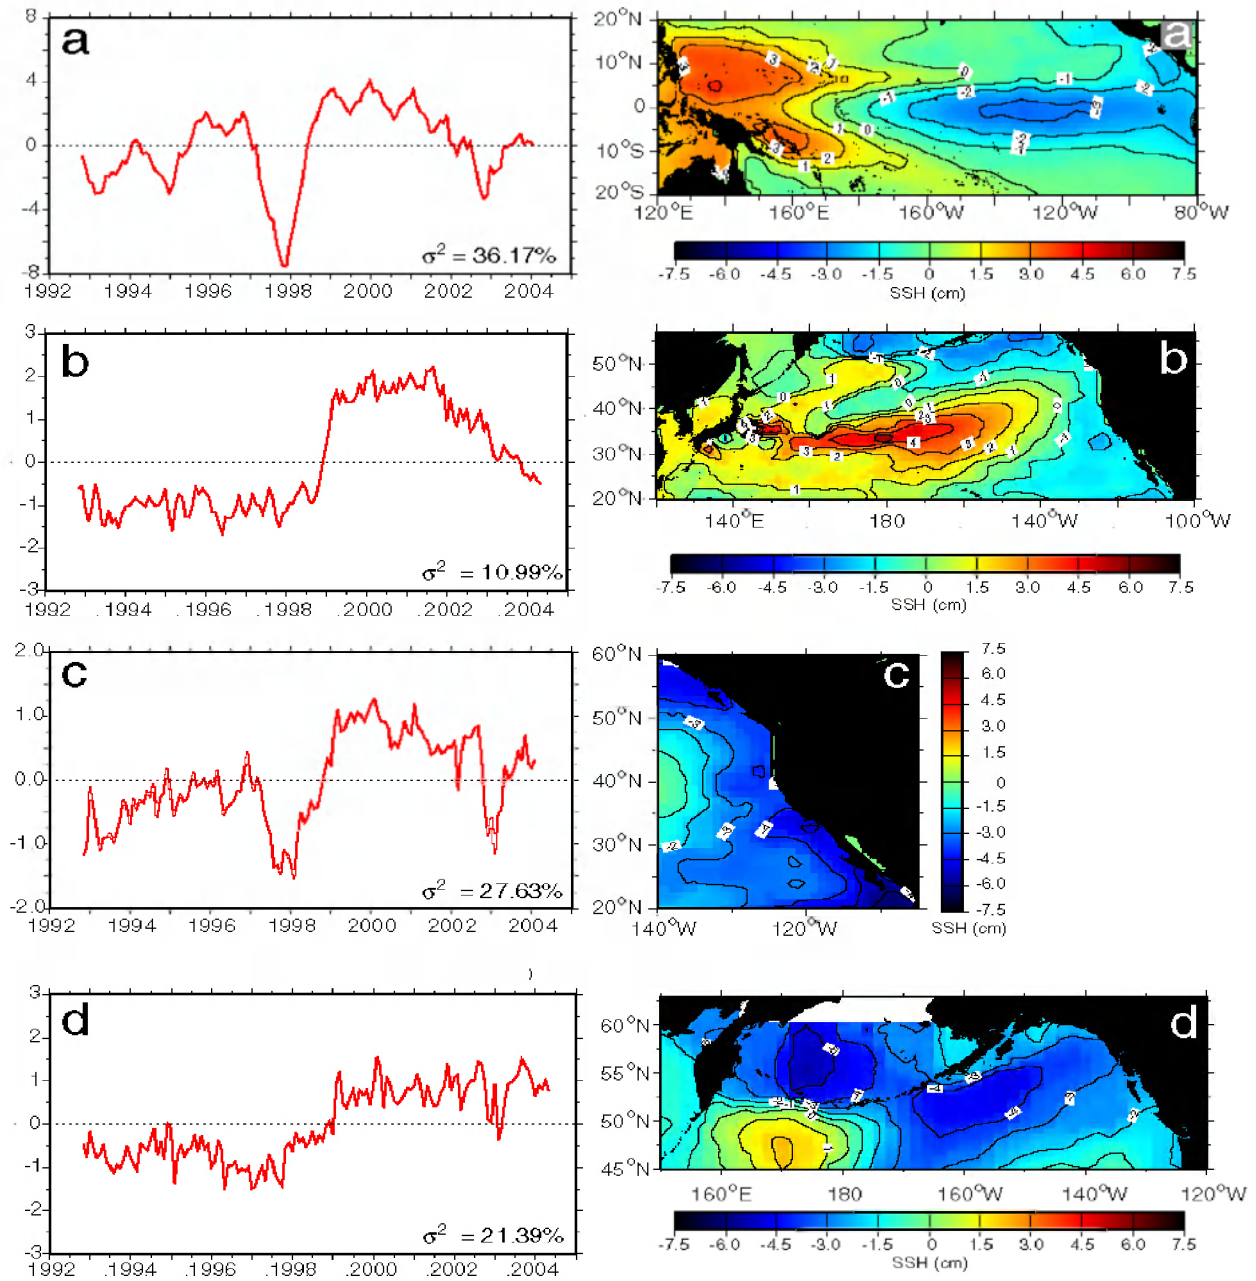 8
4
0
-4
-8
a
σ² = 36.17%
1992 1994 1996 1998 2000 2002 2004
20°N
10°N
0
10°S
20°S
a
120°E 160°E 160°W 120°W 80°W
-7.5 -6.0 -4.5 -3.0 -1.5 0 1.5 3.0 4.5 6.0 7.5
SSH (cm)
3
2
1
0
-1
-2
-3
b
σ² = 10.99%
1992 .1994 .1996 .1998 .2000 .2002 .2004
50°N
40°N
30°N
20°N
b
140°E 180 140°W 100°W
-7.5 -6.0 -4.5 -3.0 -1.5 0 1.5 3.0 4.5 6.0 7.5
SSH (cm)
2.0
1.0
0.0
-1.0
-2.0
c
σ² = 27.63%
1992 1994 1996 1998 2000 2002 2004
60°N
50°N
40°N
30°N
20°N
c
140°W 120°W
7.5
6.0
4.5
3.0
1.5
0
-1.5
-3.0
-4.5
-6.0
-7.5
SSH (cm)
)
3
2
1
0
-1
-2
-3
d
σ² = 21.39%
1992 .1994 .1996 .1998 .2000 .2002 .2004
60°N
55°N
50°N
45°N
d
160°E 180 160°W 140°W 120°W
-7.5 -6.0 -4.5 -3.0 -1.5 0 1.5 3.0 4.5 6.0 7.5
SSH (cm)